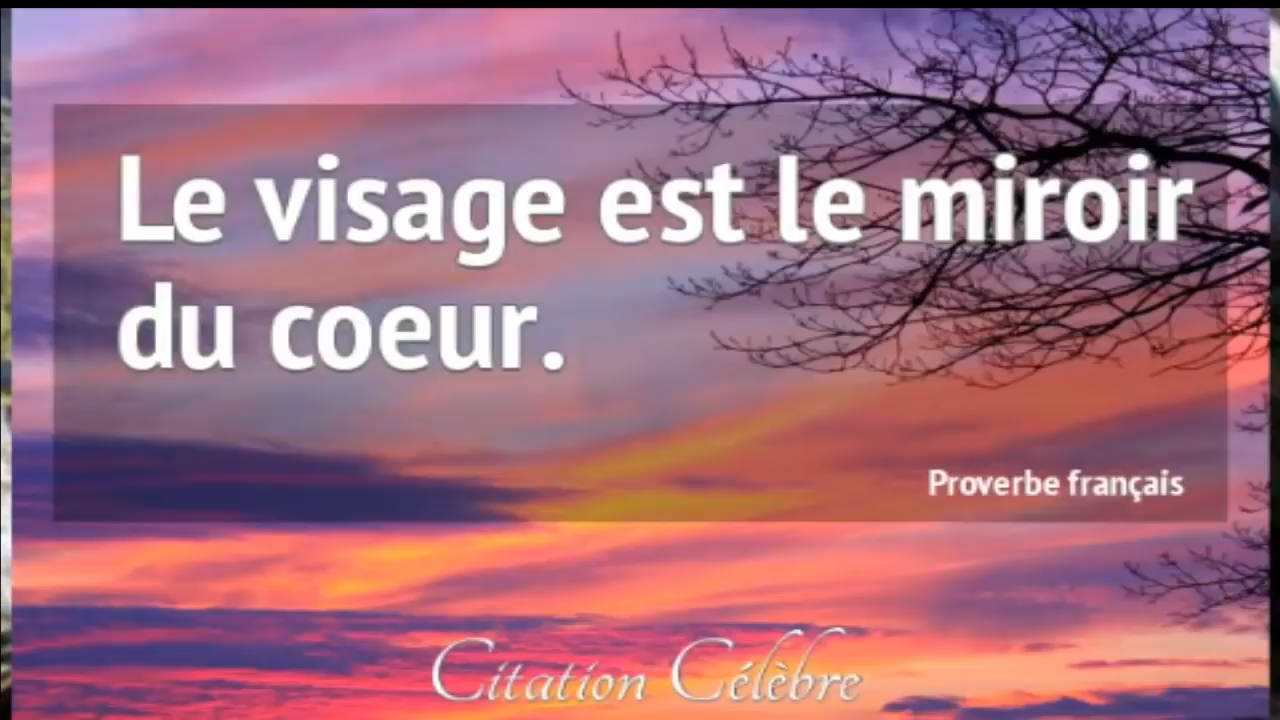 Le visage est le miroir
du coeur.
Proverbe français
Citation Célèbre